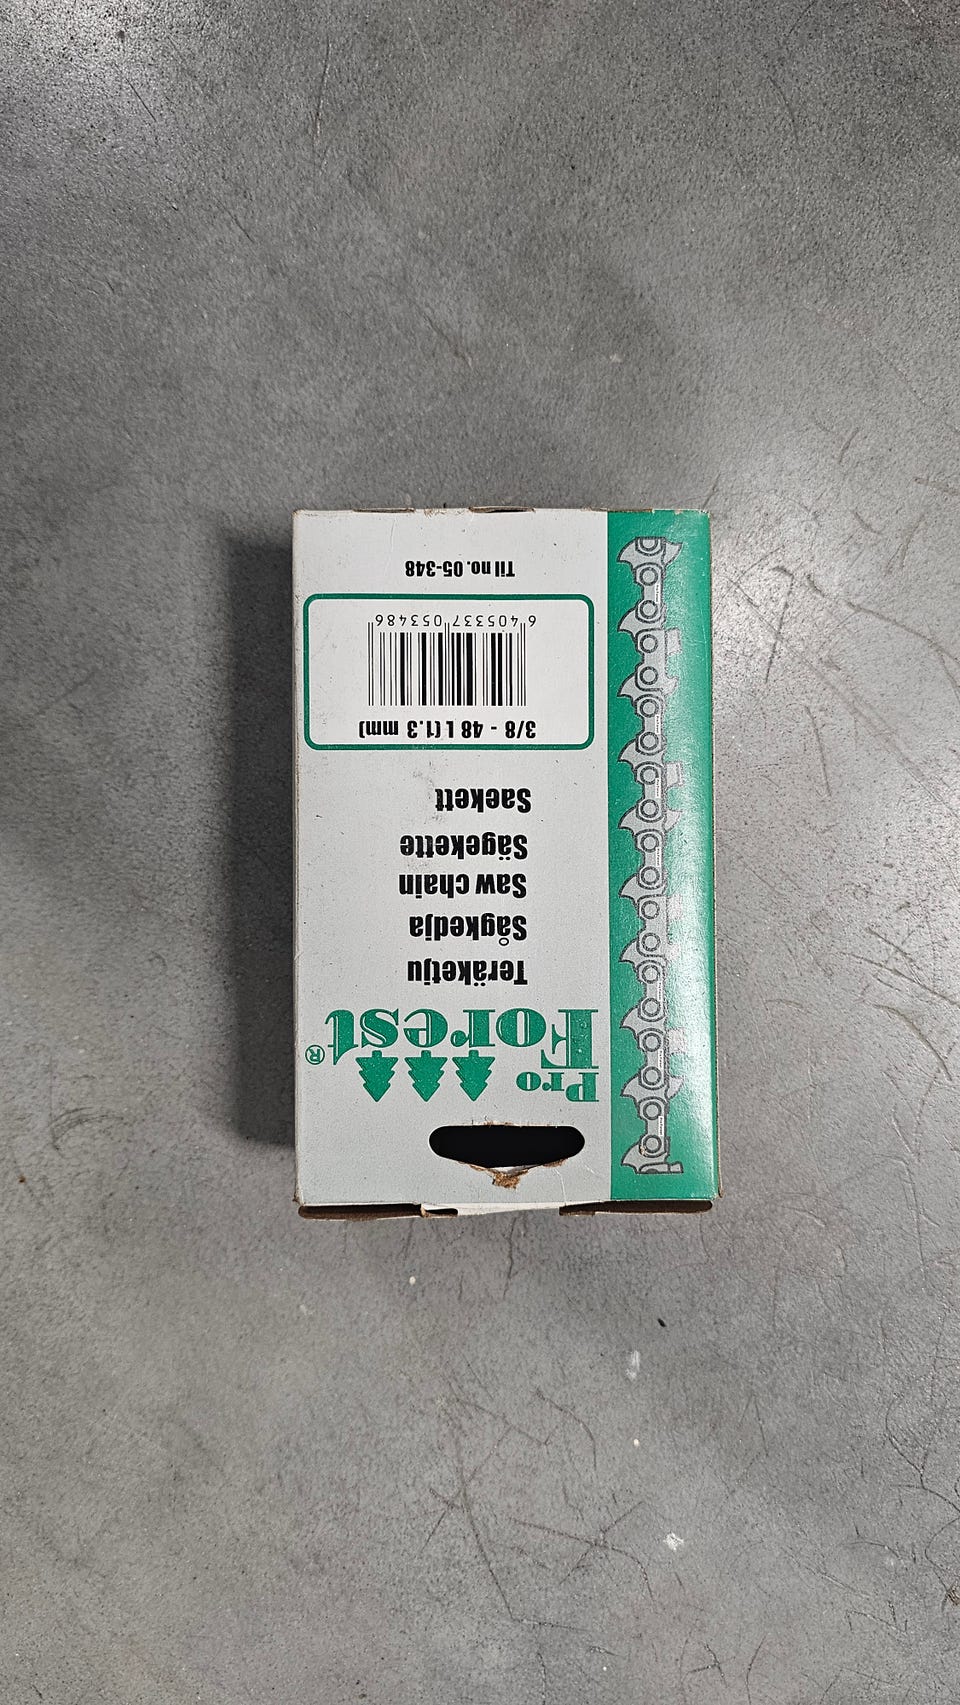 Pro
Forest®
Teräketju
Sågkedja
Saw chain
Sägekette
Saekett
3/8 - 48 L (1.3 mm)
6 405337 053486
Til no. 05-348